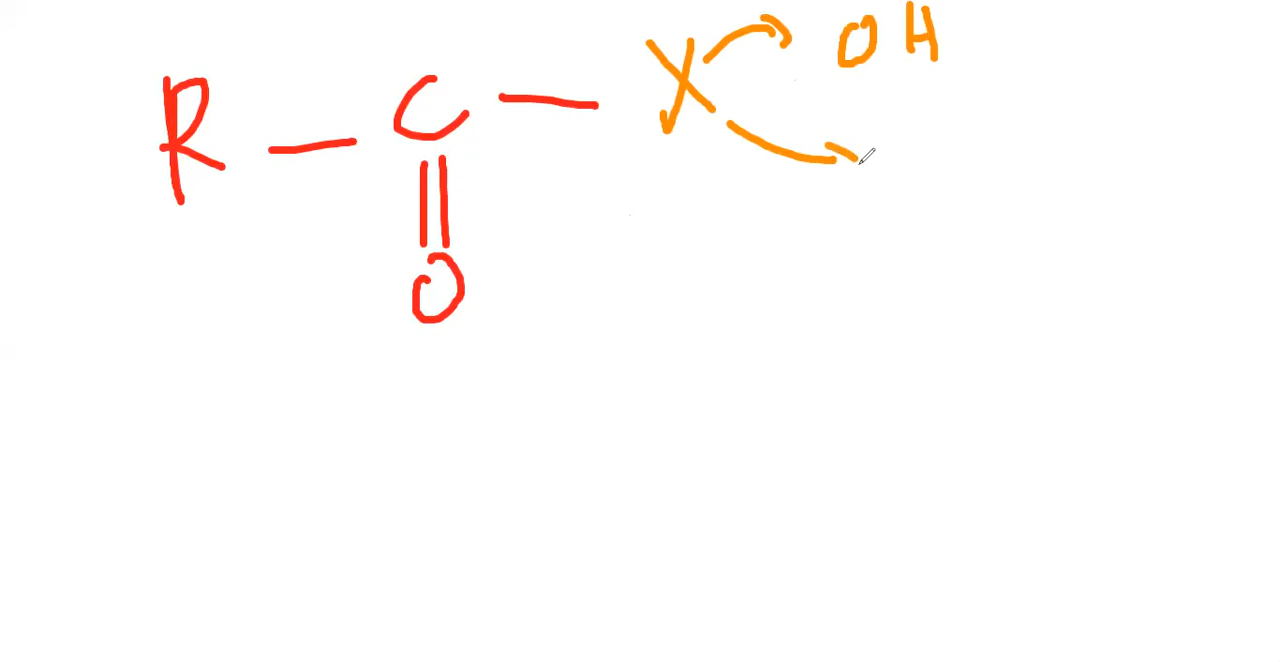 R — C — X OH
O